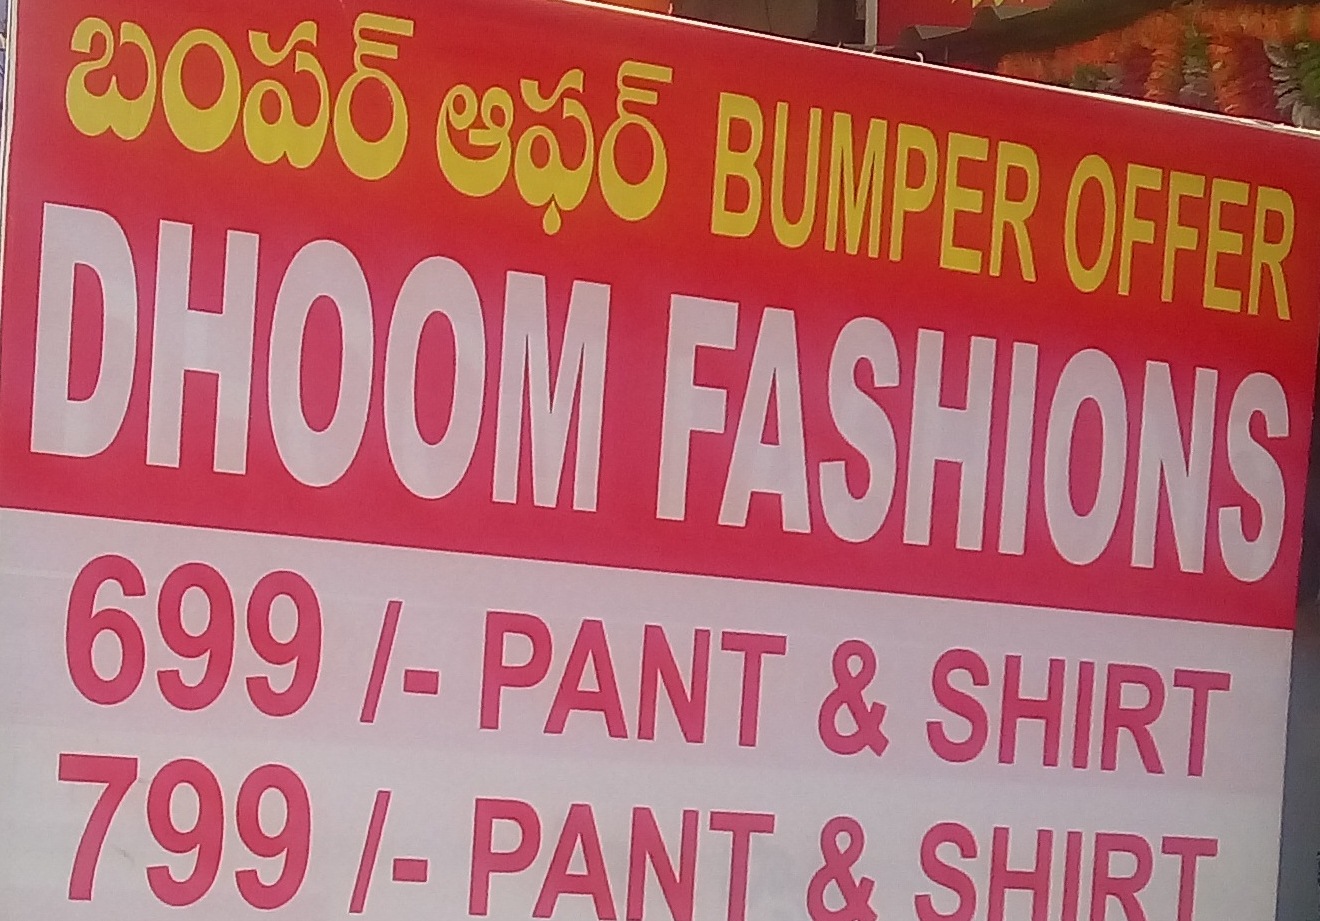 బంపర్ ఆఫర్ BUMPER OFFER
DHOOM FASHIONS
699 /- PANT & SHIRT
799 /- PANT & SHIRT